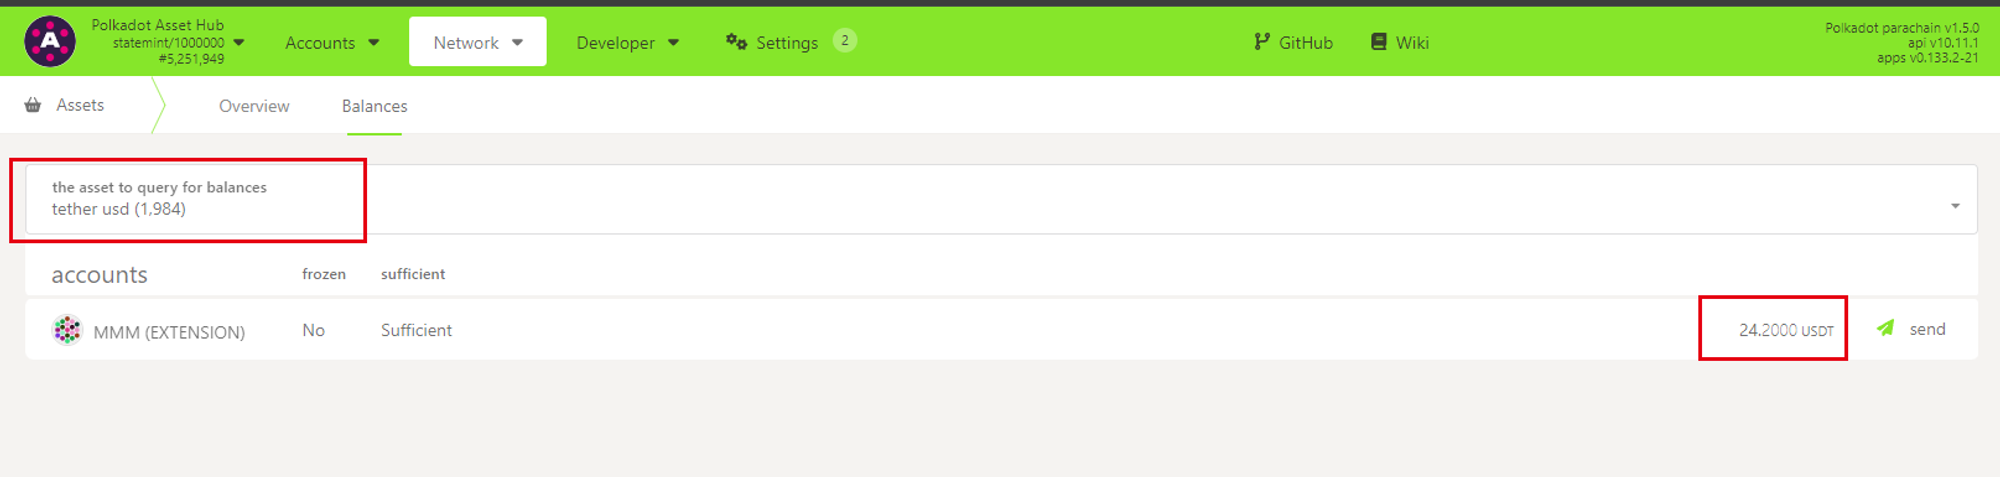 Polkadot Asset Hub
statemint/1000000
#5,251,949
A
Accounts
Network
Developer
Settings
2
GitHub
Wiki
Polkadot parachain v1.5.0
api v10.11.1
apps v0.133.2-21
Assets
Overview
Balances
the asset to query for balances
tether usd (1,984)
accounts frozen sufficient
MMM (EXTENSION) No Sufficient 24.2000 USDT send